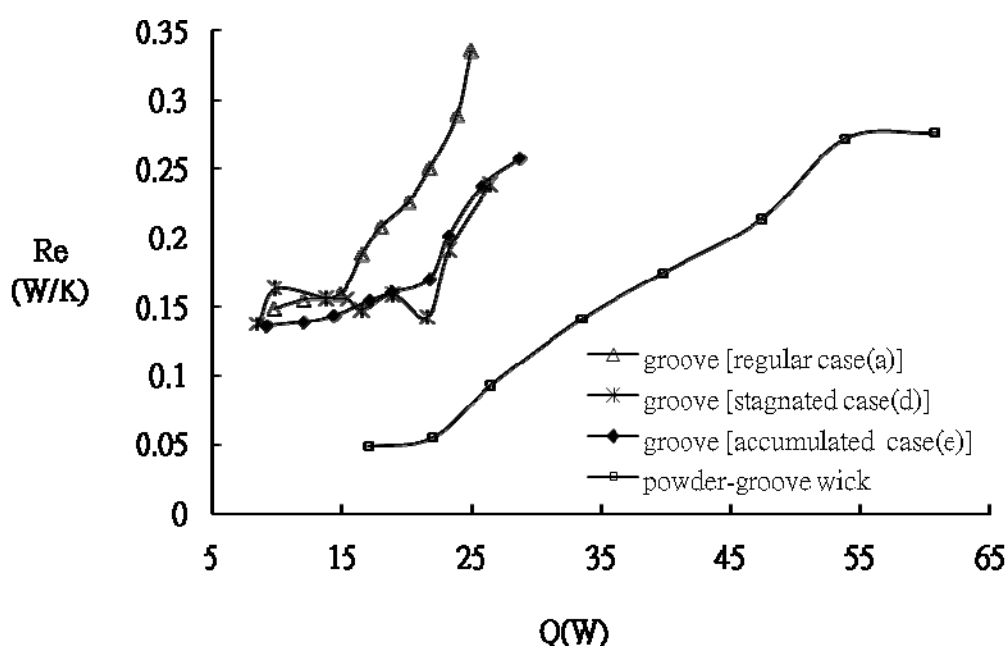 0.35
0.3
0.25
0.2
0.15
0.1
0.05
0
Re
(W/K)
groove [regular case(a)]
groove [stagnated case(d)]
groove [accumulated case(e)]
powder-groove wick
5 15 25 35 45 55 65
Q(W)